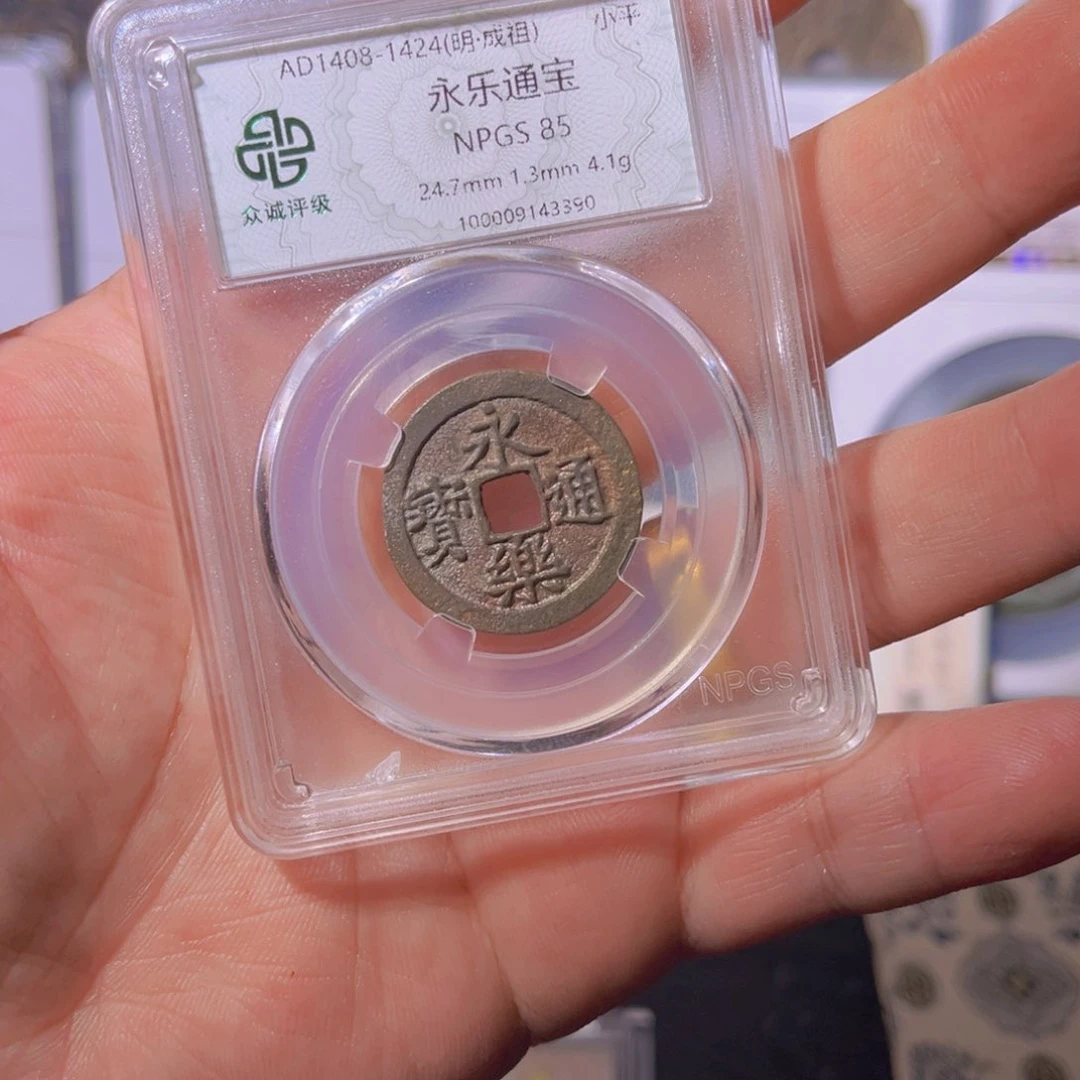 AD1408-1424(明·成祖) 小平
永乐通宝
NPGS 85
24.7mm 1.3mm 4.1g
100009143390
众诚评级
永樂通寳
NPGS